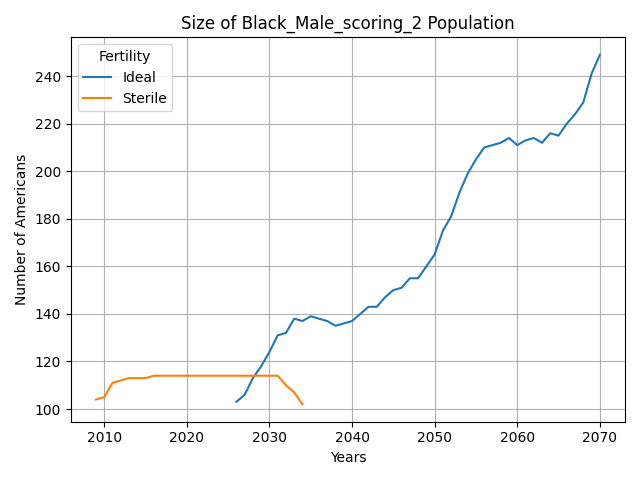 Size of Black_Male_scoring_2 Population
Fertility
Ideal
Sterile
Number of Americans
240
220
200
180
160
140
120
100
2010 2020 2030 2040 2050 2060 2070
Years